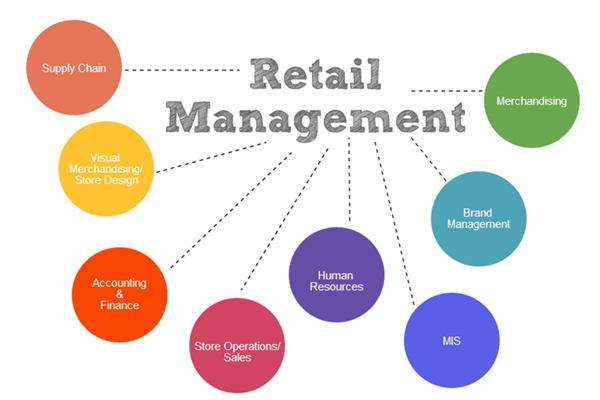 Retail
Management
Supply Chain
Merchandising
Visual
Merchandising/
Store Design
Brand
Management
Accounting
&
Finance
Human
Resources
Store Operations/
Sales
MIS